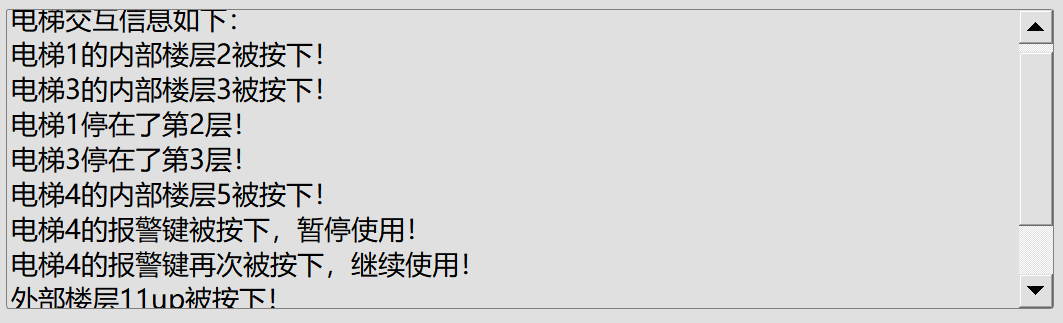 电梯交互信息如下：
电梯1的内部楼层2被按下！
电梯3的内部楼层3被按下！
电梯1停在了第2层！
电梯3停在了第3层！
电梯4的内部楼层5被按下！
电梯4的报警键被按下，暂停使用！
电梯4的报警键再次被按下，继续使用！
外部楼层11up被按下！